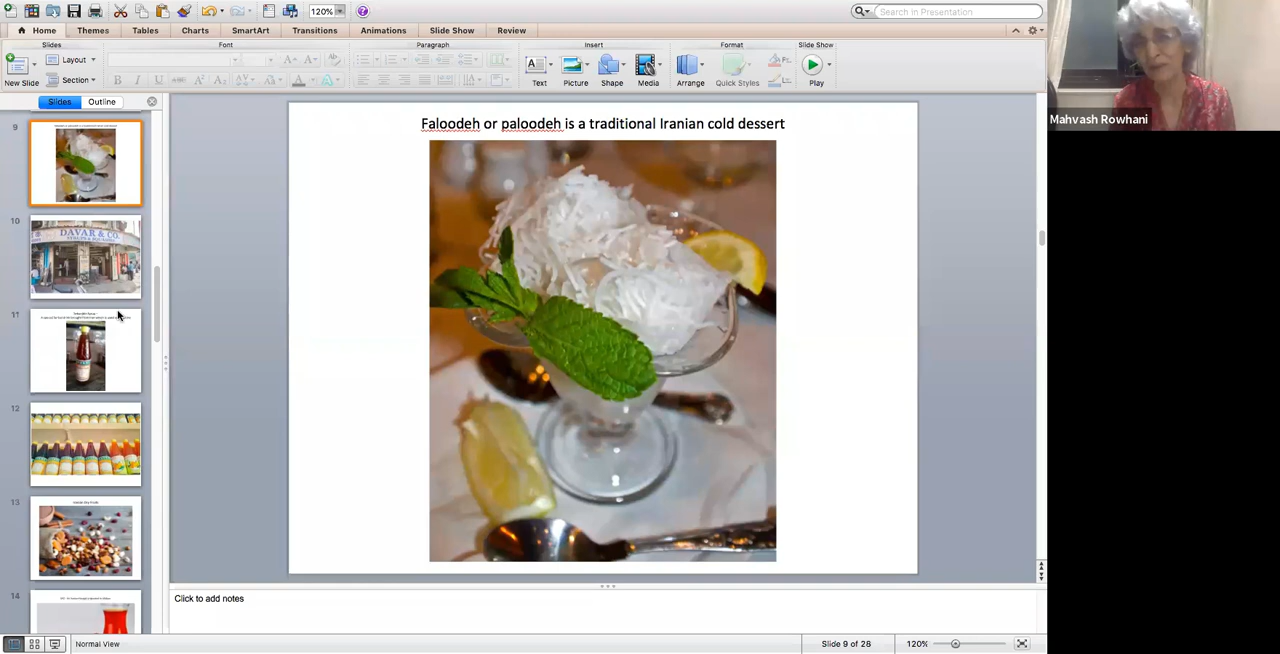 120%
Search In Presentation
Home
Themes
Tables
Charts
SmartArt
Transitions
Animations
Slide Show
Review
Slides
Font
Paragraph
Insert
Format
Slide Show
New Slide
Layout
Section
B
I
U
Text
Picture
Shape
Media
Arrange
Quick Styles
Play
Slides
Outline
9
10
DAVAR & CO.
11
12
13
14
Faloodeh or paloodeh is a traditional Iranian cold dessert
Click to add notes
Normal View
Slide 9 of 28
120%
Mahvash Rowhani